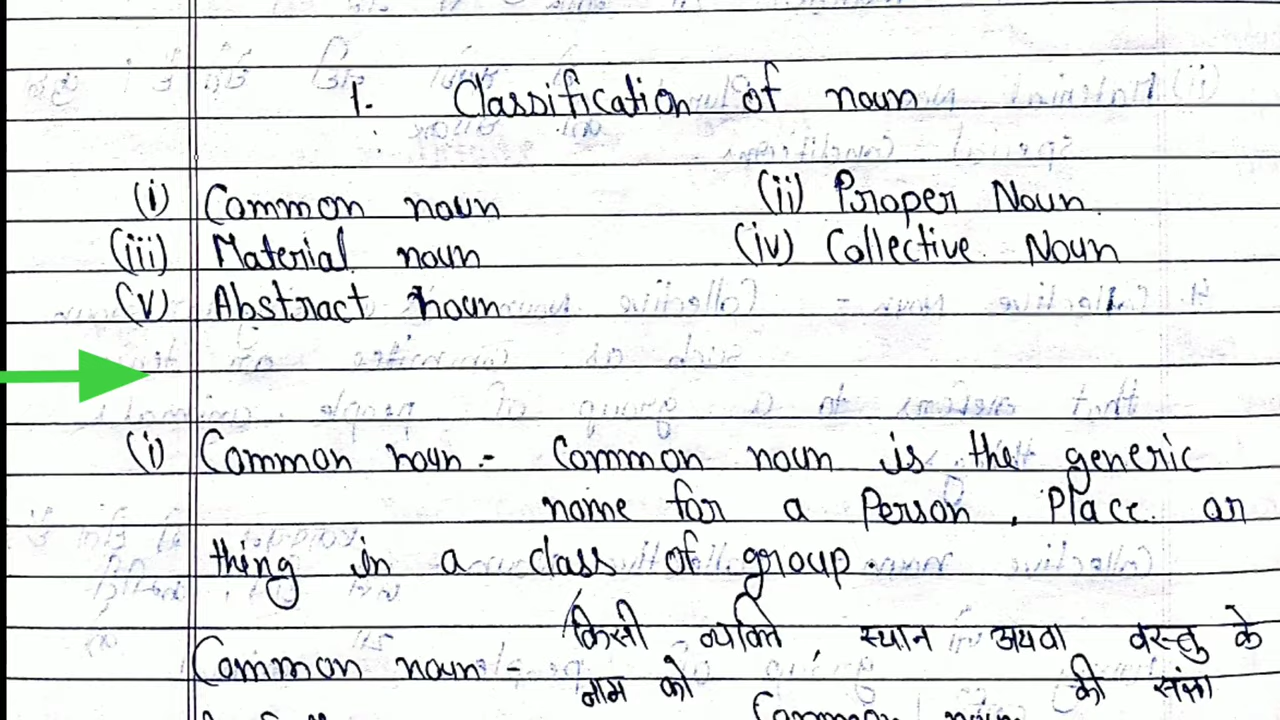 1. Classification of noun
(i) Common noun (ii) Proper Noun.
(iii) Material noun (iv) Collective Noun
(v) Abstract noun
(i) Common noun :- Common noun is the generic
name for a Person, Place or
thing in a class of group.
किसी व्यक्ति, स्थान अथवा वस्तु के
Common noun -
नाम को की संज्ञा
Common noun